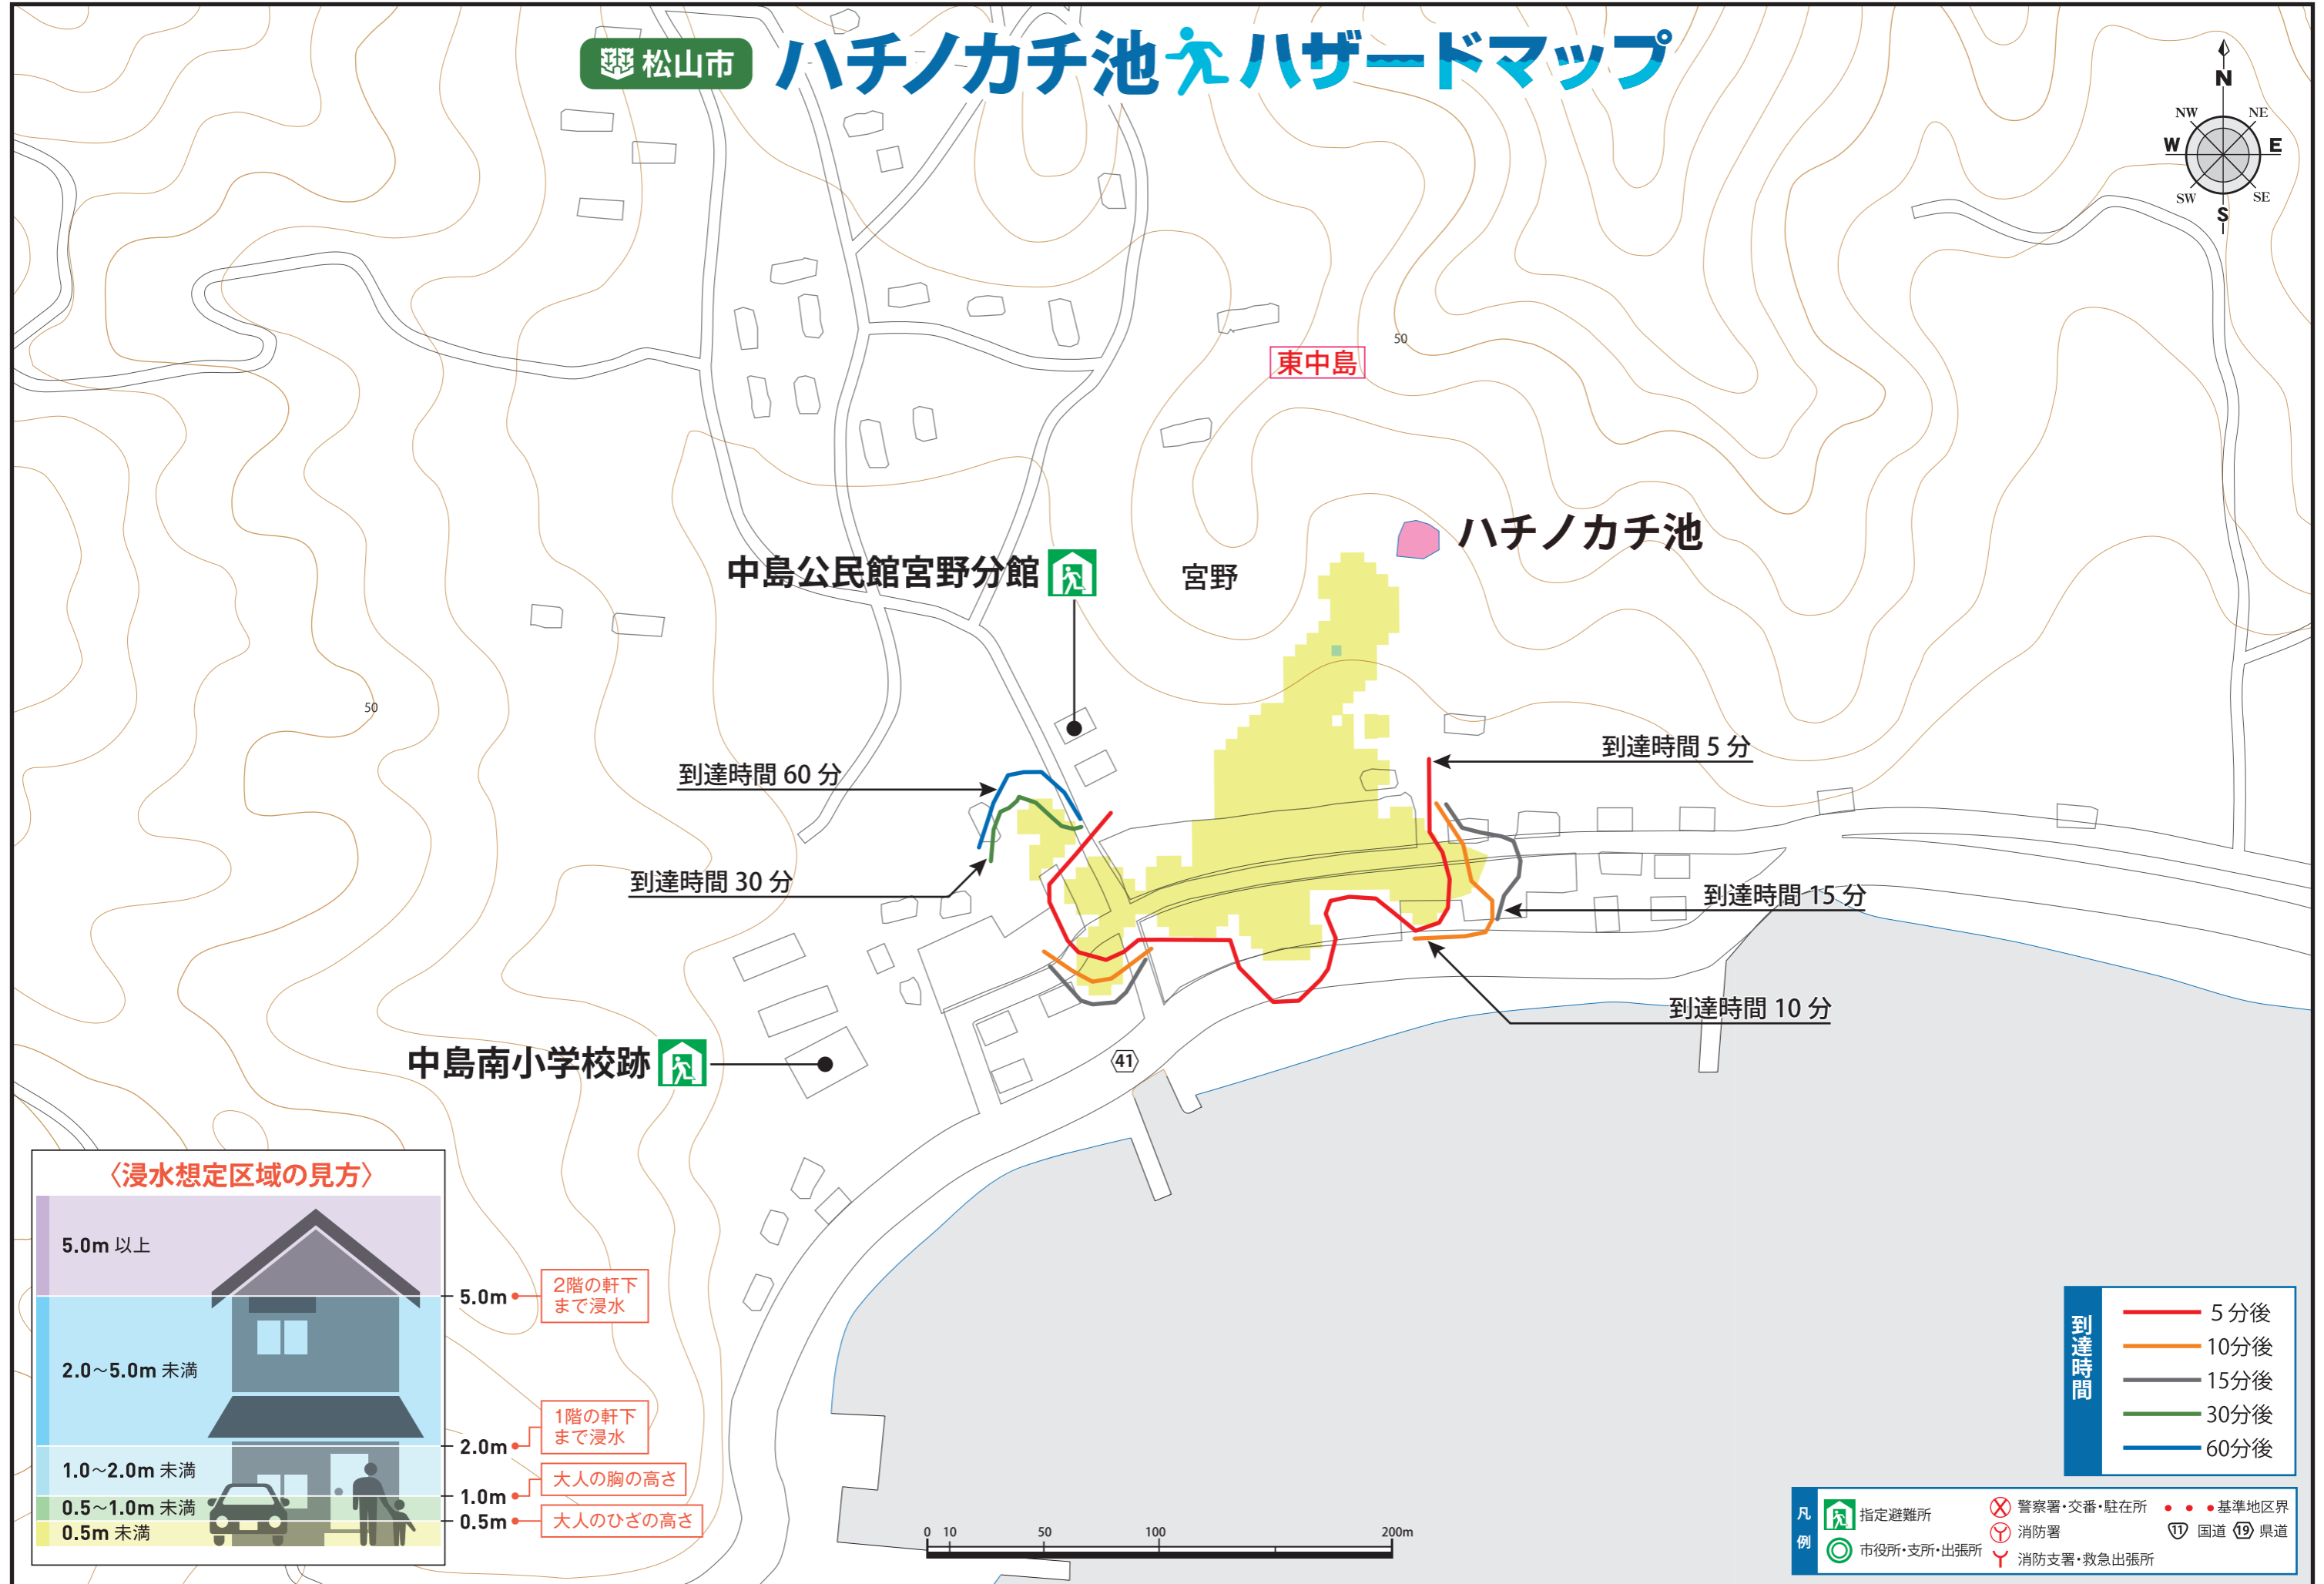 松山市 ハチノカチ池 ハザードマップ
N
NW NE
W E
SW SE
S
50
東中島
ハチノカチ池
中島公民館宮野分館
宮野
50
到達時間 5 分
到達時間 60 分
到達時間 30 分
到達時間 15 分
到達時間 10 分
中島南小学校跡
41
〈浸水想定区域の見方〉
5.0m 以上
5.0m
2階の軒下
まで浸水
2.0〜5.0m 未満
2.0m
1階の軒下
まで浸水
1.0〜2.0m 未満
1.0m
大人の胸の高さ
0.5〜1.0m 未満
0.5m
大人のひざの高さ
0.5m 未満
0 10 50 100 200m
到達時間
5分後
10分後
15分後
30分後
60分後
凡例
指定避難所
市役所・支所・出張所
警察署・交番・駐在所
消防署
消防支署・救急出張所
基準地区界
11 国道 19 県道